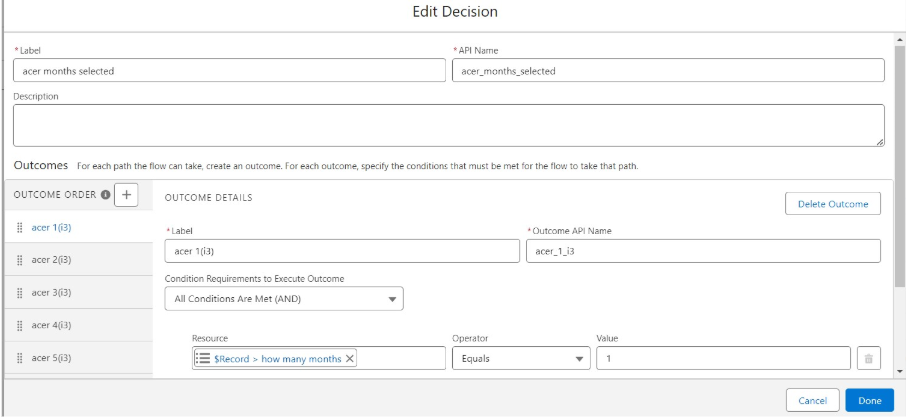 Edit Decision
*Label
*API Name
acer months selected
acer_months_selected
Description
Outcomes For each path the flow can take, create an outcome. For each outcome, specify the conditions that must be met for the flow to take that path.
OUTCOME ORDER i +
OUTCOME DETAILS
Delete Outcome
acer 1(i3)
acer 2(i3)
acer 3(i3)
acer 4(i3)
acer 5(i3)
*Label
*Outcome API Name
acer 1(i3)
acer_1_i3
Condition Requirements to Execute Outcome
All Conditions Are Met (AND)
Resource
Operator
Value
$Record > how many months
Equals
1
Cancel
Done